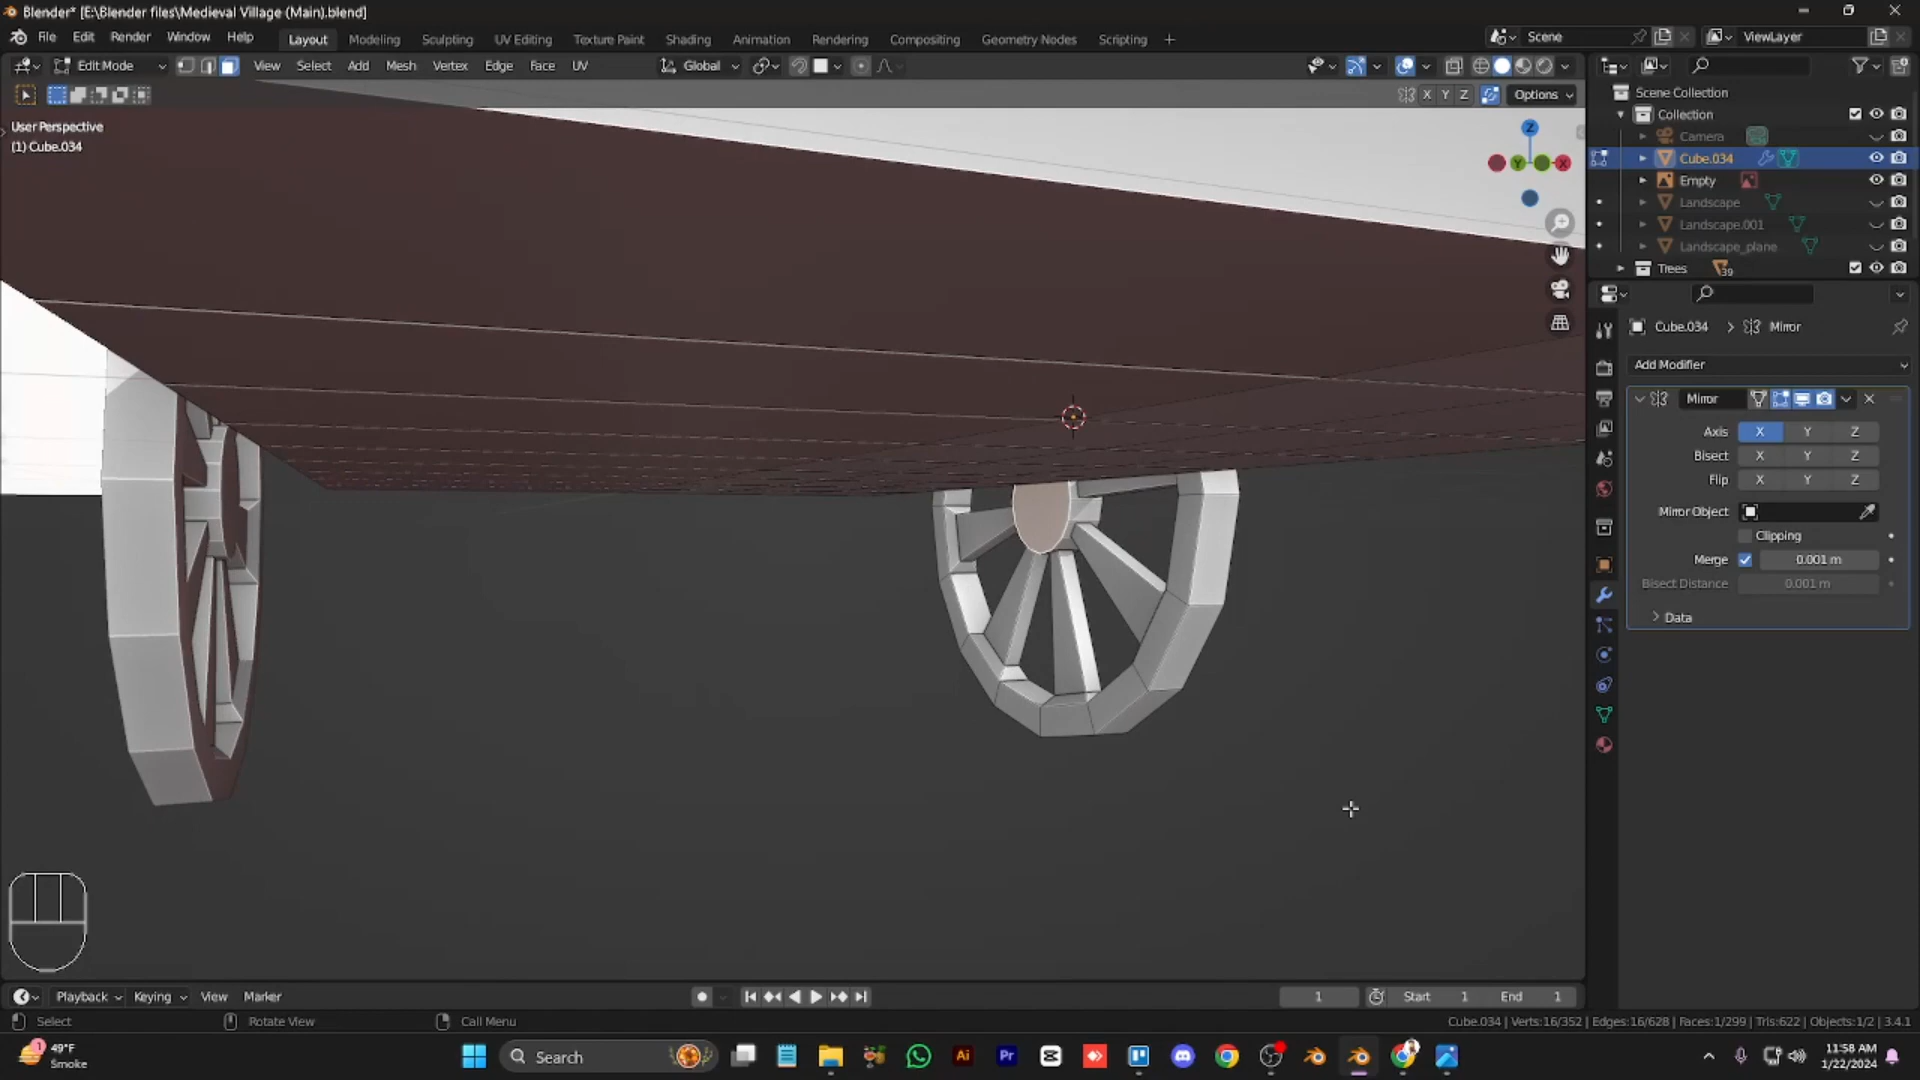 Blender* [E:\Blender files\Medieval Village (Main).blend]
File Edit Render Window Help
Layout Modeling Sculpting UV Editing Texture Paint Shading Animation Rendering Compositing Geometry Nodes Scripting +
Scene
ViewLayer
Edit Mode View Select Add Mesh Vertex Edge Face UV Global
X Y Z Options
User Perspective
(1) Cube.034
Z
Y
X
Scene Collection
Collection
Camera
Cube.034
Empty
Landscape
Landscape.001
Landscape_plane
Trees 39
Cube.034 > Mirror
Add Modifier
Mirror
Axis X Y Z
Bisect X Y Z
Flip X Y Z
Mirror Object
Clipping
Merge 0.001 m
Bisect Distance 0.001 m
Data
Playback Keying View Marker
1 Start 1 End 1
Select Rotate View Call Menu
Cube.034 | Verts:16/352 | Edges:16/628 | Faces:1/299 | Tris:622 | Objects:1/2 | 3.4.1
1 49°F
Smoke
Search
Ai
Pr
11:58 AM
1/22/2024